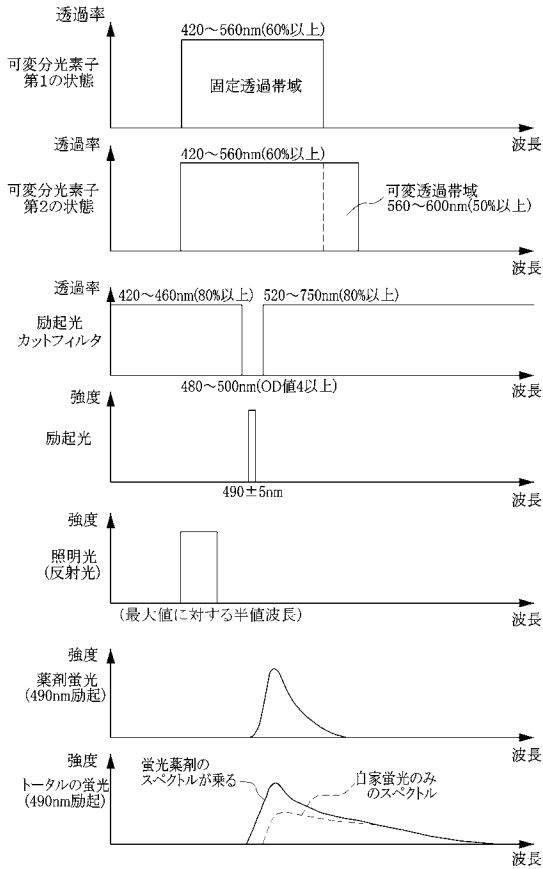 透過率
420～560nm(60%以上)
可変分光素子
第1の状態
固定透過帯域
波長
透過率
420～560nm(60%以上)
可変分光素子
第2の状態
可変透過帯域
560～600nm(50%以上)
波長
透過率
420～460nm(80%以上)
520～750nm(80%以上)
励起光
カットフィルタ
480～500nm(OD値4以上)
波長
強度
励起光
490±5nm
波長
強度
照明光
(反射光)
(最大値に対する半値波長)
波長
強度
薬剤蛍光
(490nm励起)
波長
強度
トータルの蛍光
(490nm励起)
蛍光薬剤の
スペクトルが乗る
自家蛍光のみ
のスペクトル
波長